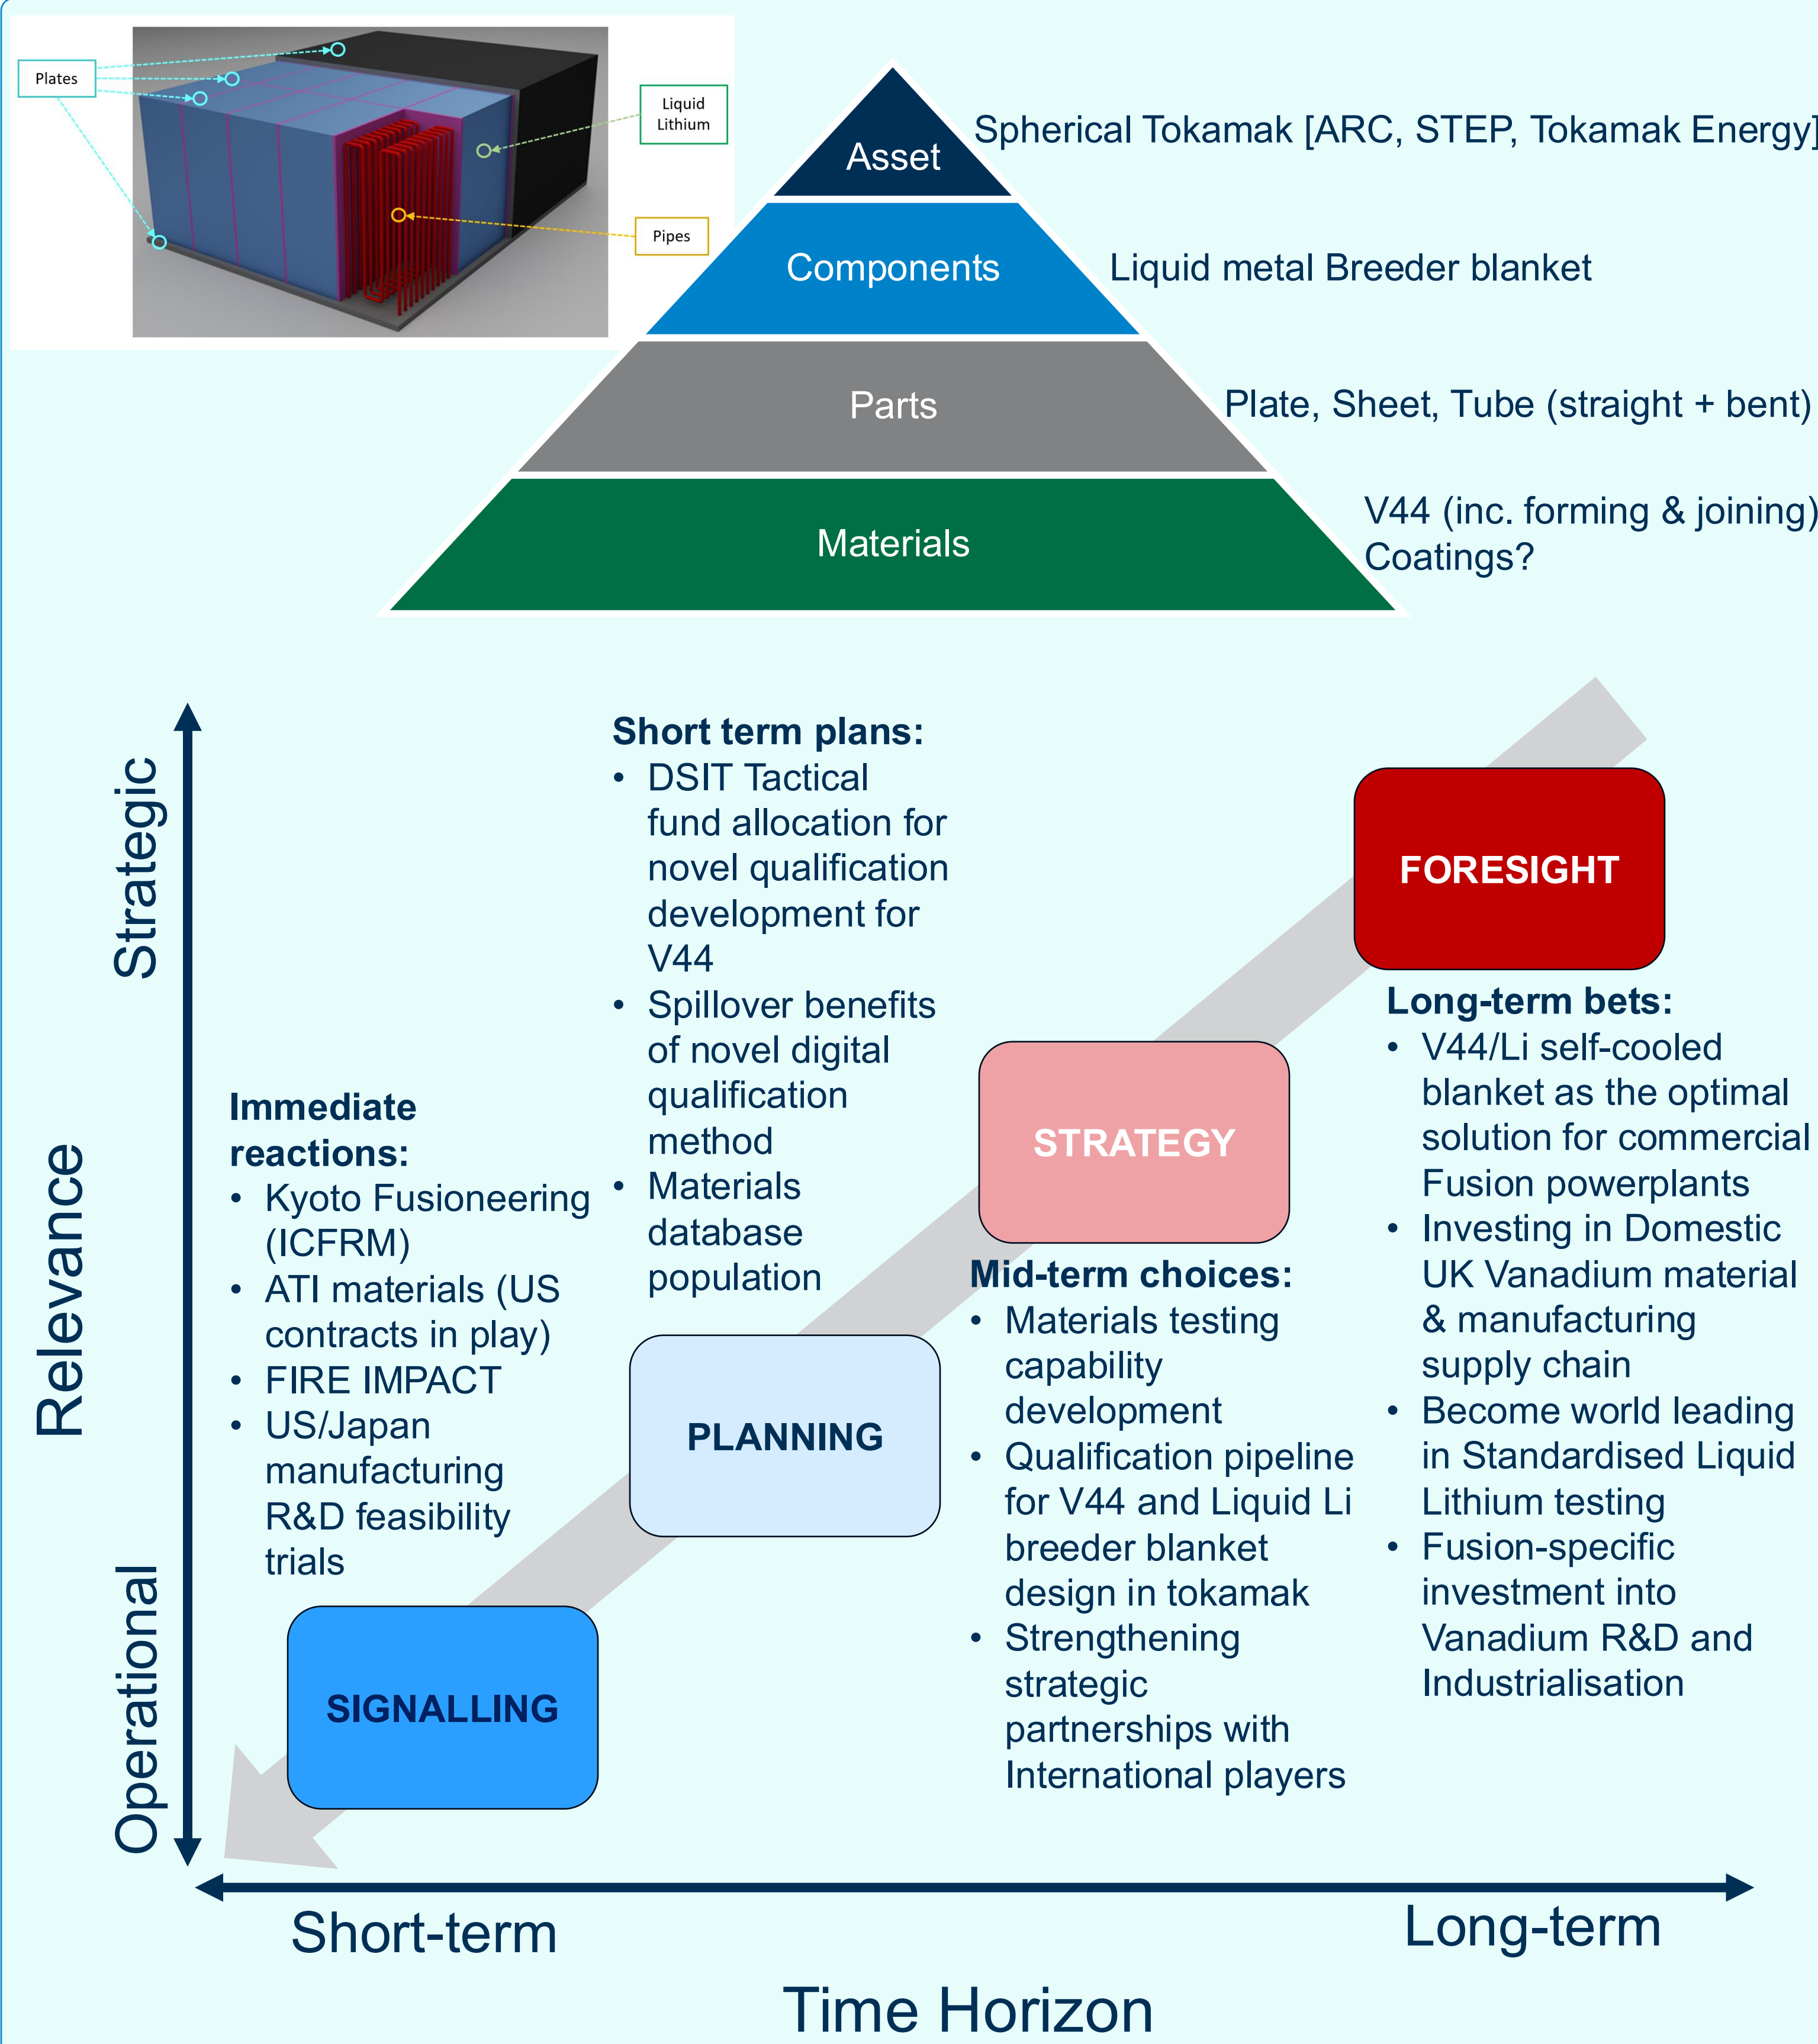 Plates
Liquid
Lithium
Pipes
Asset
Spherical Tokamak [ARC, STEP, Tokamak Energy]
Components
Liquid metal Breeder blanket
Parts
Plate, Sheet, Tube (straight + bent)
Materials
V44 (inc. forming & joining)
Coatings?
Relevance
Strategic
Operational
Immediate
reactions:
• Kyoto Fusioneering
(ICFRM)
• ATI materials (US
contracts in play)
• FIRE IMPACT
• US/Japan
manufacturing
R&D feasibility
trials
SIGNALLING
Short term plans:
• DSIT Tactical
fund allocation for
novel qualification
development for
V44
• Spillover benefits
of novel digital
qualification
method
• Materials
database
population
PLANNING
STRATEGY
Mid-term choices:
• Materials testing
capability
development
• Qualification pipeline
for V44 and Liquid Li
breeder blanket
design in tokamak
• Strengthening
strategic
partnerships with
International players
FORESIGHT
Long-term bets:
• V44/Li self-cooled
blanket as the optimal
solution for commercial
Fusion powerplants
• Investing in Domestic
UK Vanadium material
& manufacturing
supply chain
• Become world leading
in Standardised Liquid
Lithium testing
• Fusion-specific
investment into
Vanadium R&D and
Industrialisation
Short-term
Long-term
Time Horizon